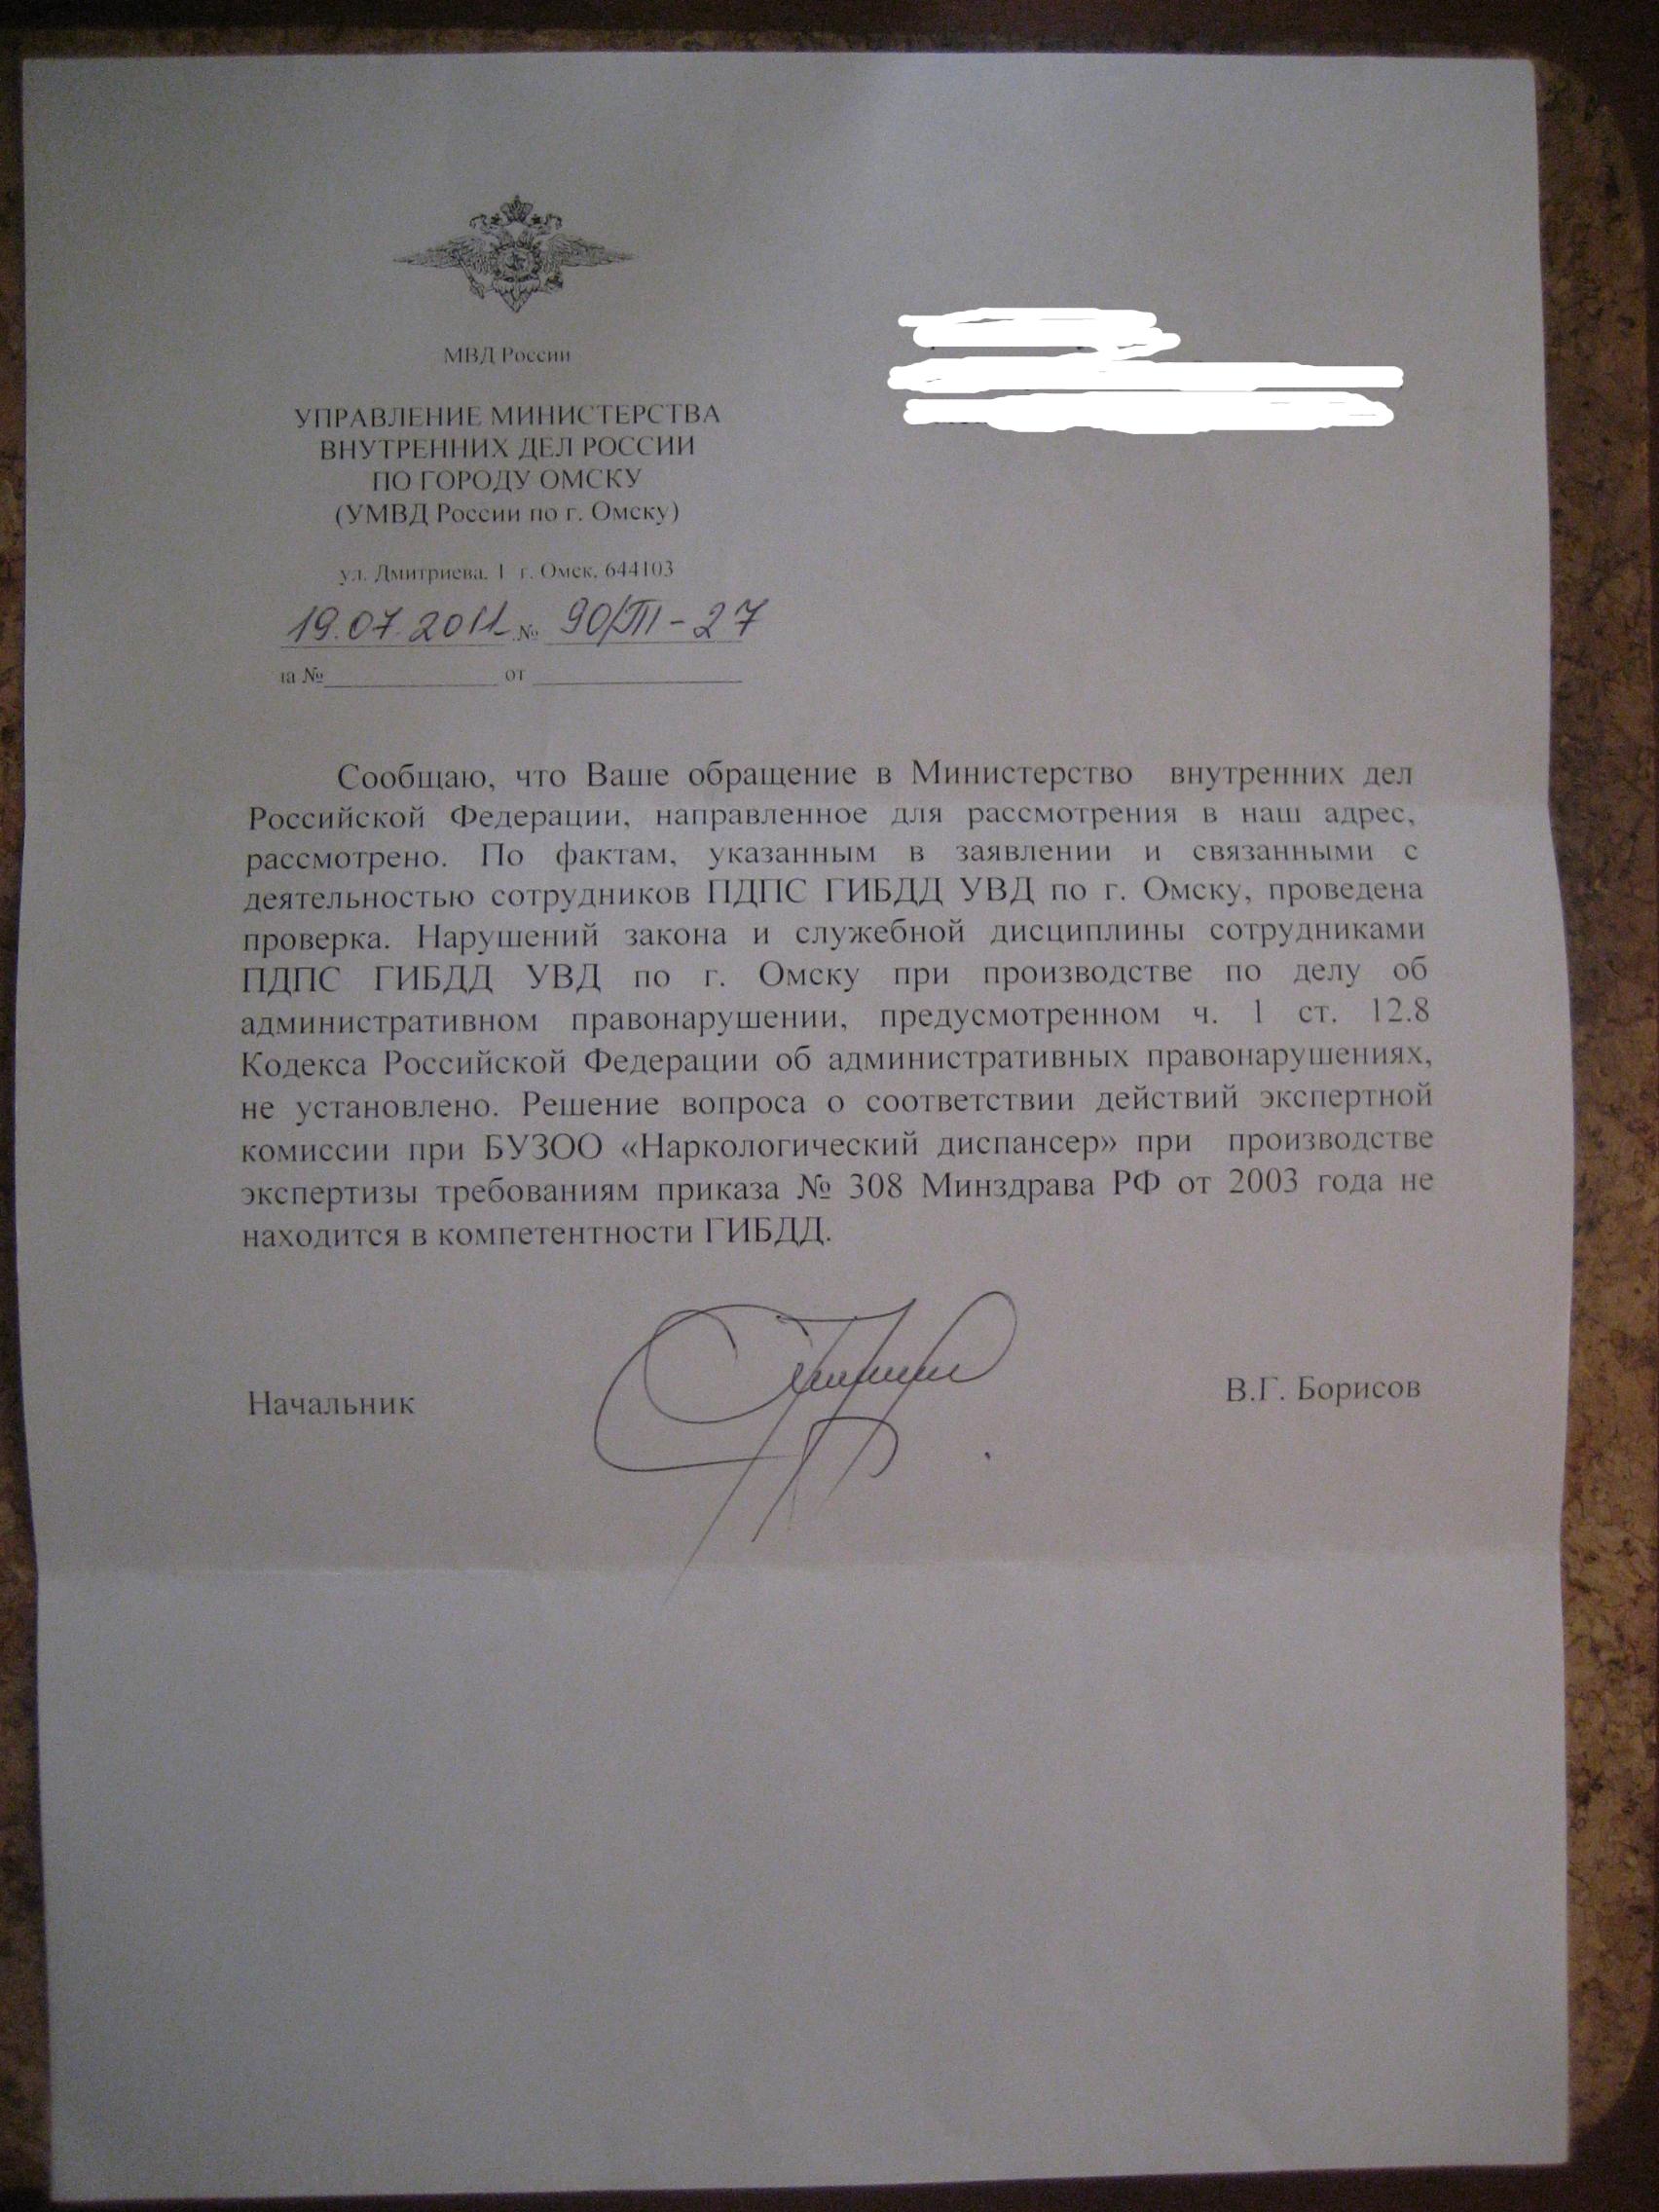 МВД России
УПРАВЛЕНИЕ МИНИСТЕРСТВА
ВНУТРЕННИХ ДЕЛ РОССИИ
ПО ГОРОДУ ОМСКУ
(УМВД России по г. Омску)
ул. Дмитриева, 1 г. Омск, 644103
19.07.2011 № 90/П-27
на № от
Сообщаю, что Ваше обращение в Министерство внутренних дел
Российской Федерации, направленное для рассмотрения в наш адрес,
рассмотрено. По фактам, указанным в заявлении и связанными с
деятельностью сотрудников ПДПС ГИБДД УВД по г. Омску, проведена
проверка. Нарушений закона и служебной дисциплины сотрудниками
ПДПС ГИБДД УВД по г. Омску при производстве по делу об
административном правонарушении, предусмотренном ч. 1 ст. 12.8
Кодекса Российской Федерации об административных правонарушениях,
не установлено. Решение вопроса о соответствии действий экспертной
комиссии при БУЗОО «Наркологический диспансер» при производстве
экспертизы требованиям приказа № 308 Минздрава РФ от 2003 года не
находится в компетентности ГИБДД.
Начальник В.Г. Борисов